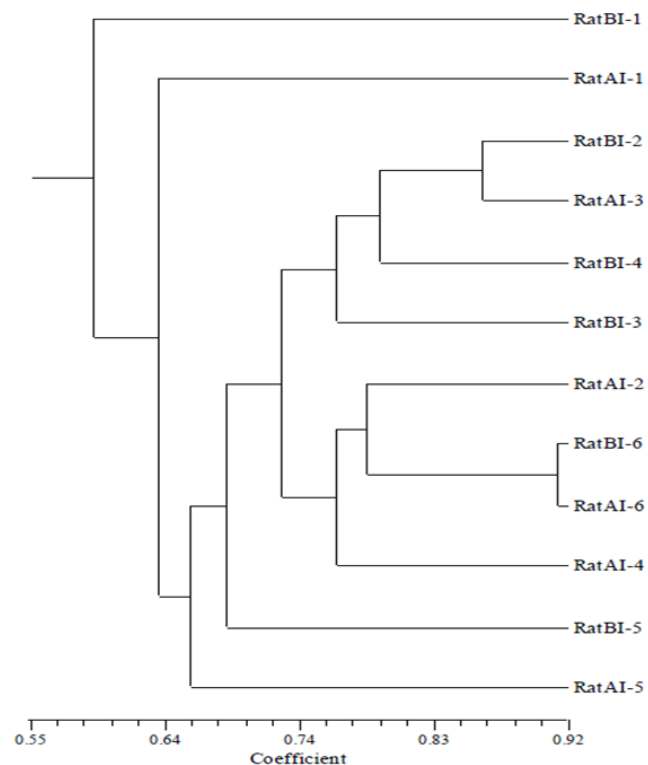 RatBI-1
RatAI-1
RatBI-2
RatAI-3
RatBI-4
RatBI-3
RatAI-2
RatBI-6
RatAI-6
RatAI-4
RatBI-5
RatAI-5
0.55 0.64 0.74 0.83 0.92
Coefficient